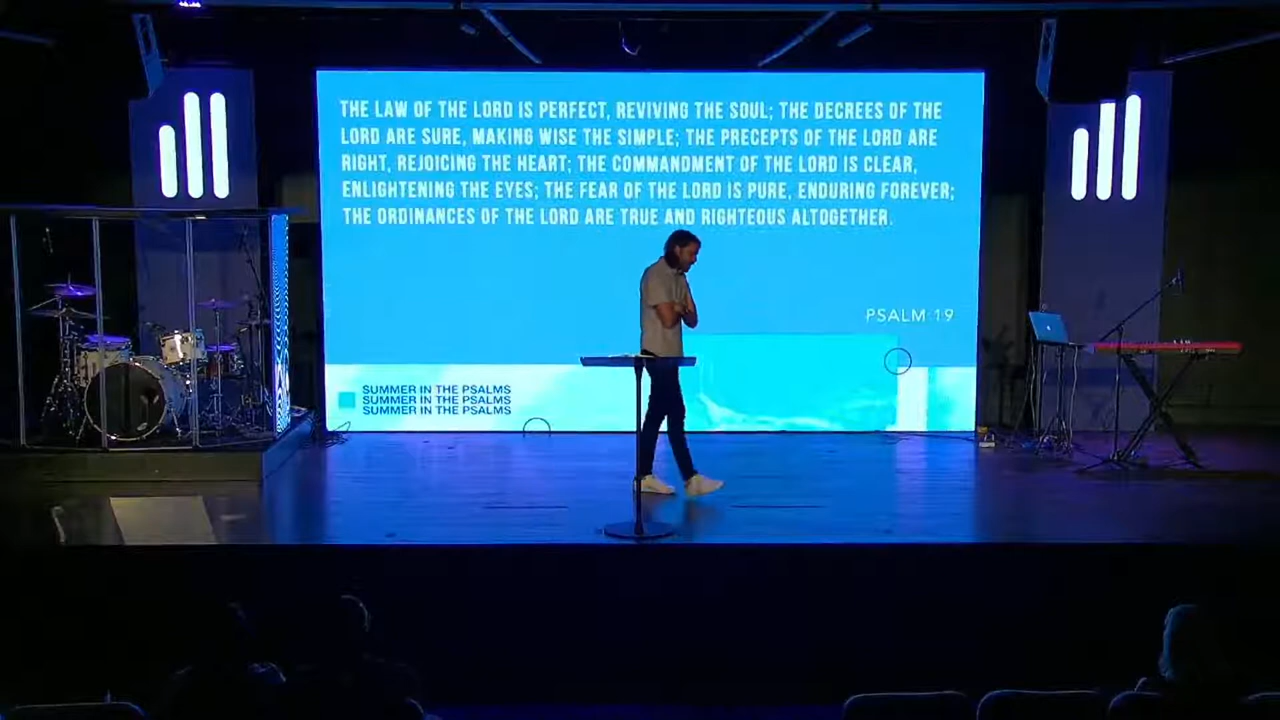 THE LAW OF THE LORD IS PERFECT, REVIVING THE SOUL; THE DECREES OF THE
LORD ARE SURE, MAKING WISE THE SIMPLE; THE PRECEPTS OF THE LORD ARE
RIGHT, REJOICING THE HEART; THE COMMANDMENT OF THE LORD IS CLEAR,
ENLIGHTENING THE EYES; THE FEAR OF THE LORD IS PURE, ENDURING FOREVER;
THE ORDINANCES OF THE LORD ARE TRUE AND RIGHTEOUS ALTOGETHER.
PSALM 19
SUMMER IN THE PSALMS
SUMMER IN THE PSALMS
SUMMER IN THE PSALMS